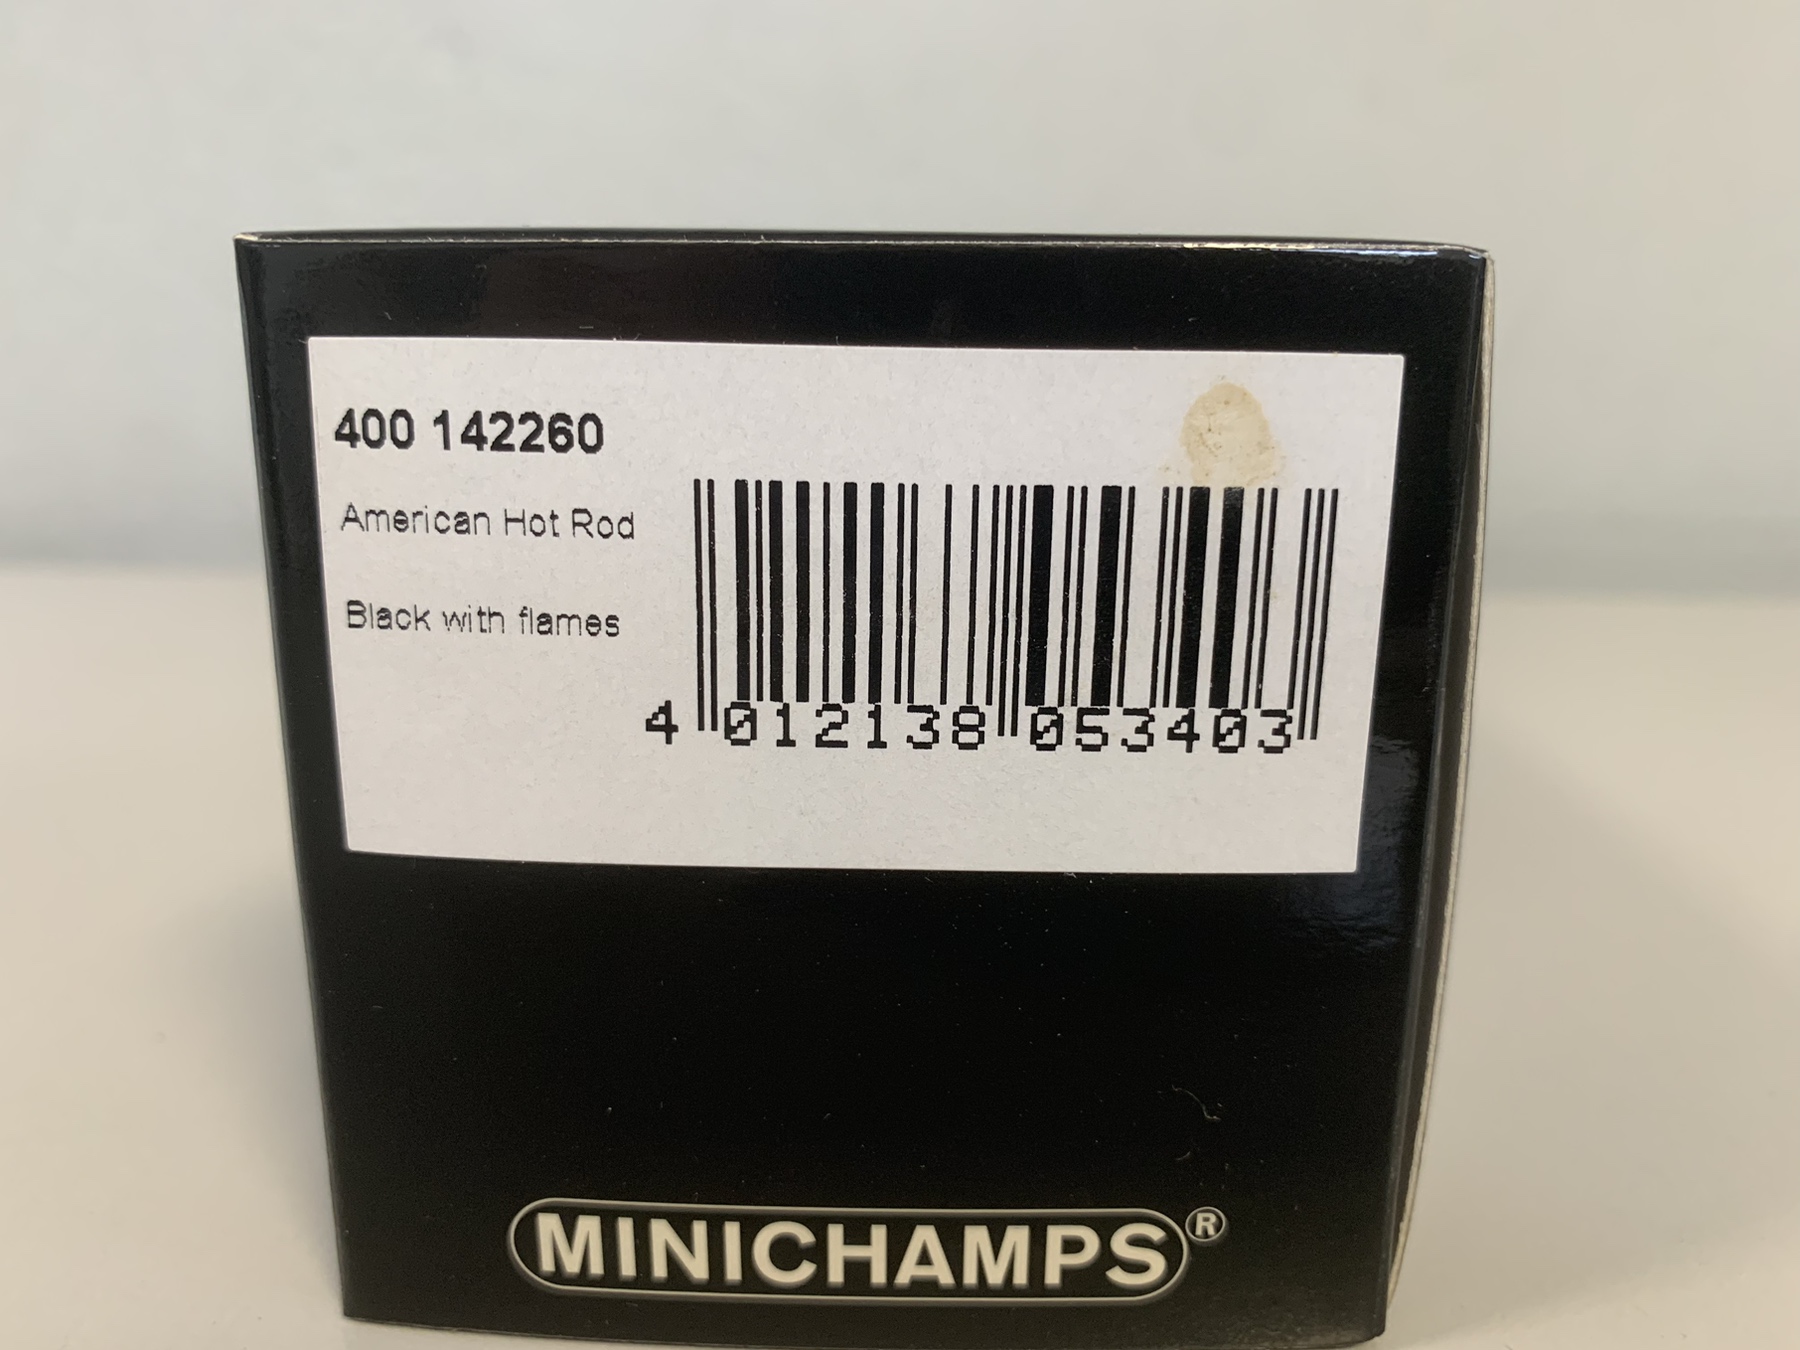 400 142260
American Hot Rod
Black with flames
4 012138 053403
MINICHAMPS®